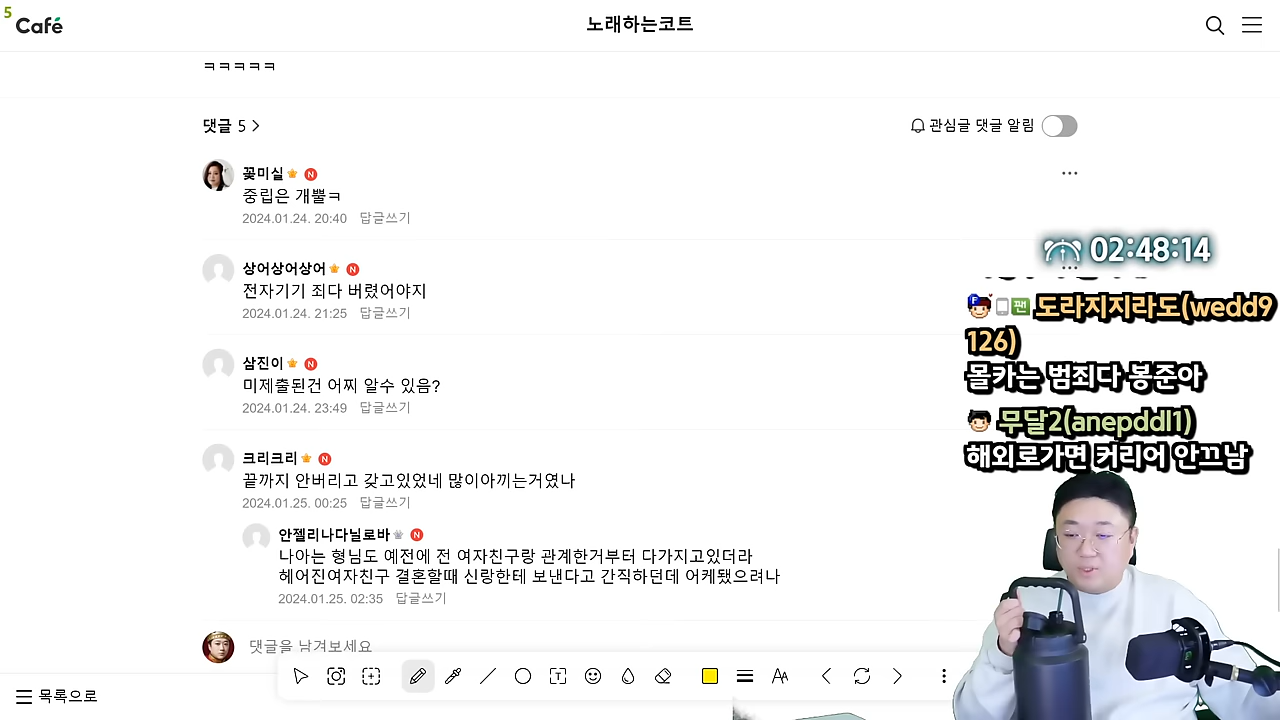 5
Café
노래하는코트
ㅋㅋㅋㅋㅋ
댓글 5
관심글 댓글 알림
꽃미실 N
중립은 개뿔ㅋ
2024.01.24. 20:40 답글쓰기
02:48:14
상어상어상어 N
전자기기 죄다 버렸어야지
2024.01.24. 21:25 답글쓰기
팬 도라지지라도(wedd9
126)
몰카는 범죄다 봉준아
삼진이 N
미제출된건 어찌 알수 있음?
2024.01.24. 23:49 답글쓰기
무달2(anepddl1)
해외로가면 커리어 안끄남
크리크리 N
끝까지 안버리고 갖고있었네 많이아끼는거였나
2024.01.25. 00:25 답글쓰기
안젤리나다닐로바 N
나아는 형님도 예전에 전 여자친구랑 관계한거부터 다가지고있더라
헤어진여자친구 결혼할때 신랑한테 보낸다고 간직하던데 어케됐으려나
2024.01.25. 02:35 답글쓰기
댓글을 남겨보세요
목록으로